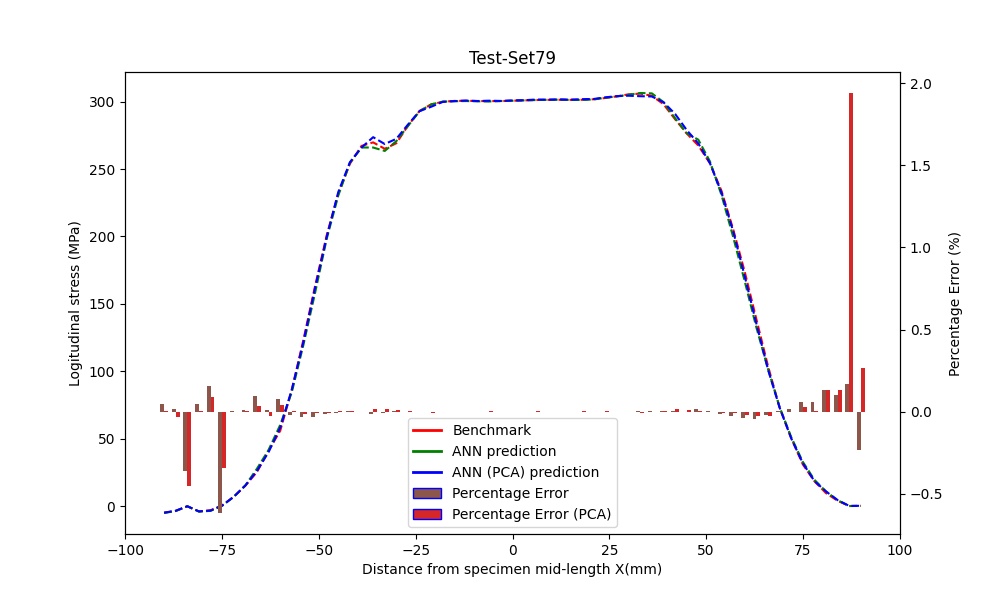 Test-Set79
Logitudinal stress (MPa)
300
250
200
150
100
50
0
2.0
1.5
1.0
0.5
0.0
−0.5
Percentage Error (%)
Benchmark
ANN prediction
ANN (PCA) prediction
Percentage Error
Percentage Error (PCA)
−100 −75 −50 −25 0 25 50 75 100
Distance from specimen mid-length X(mm)